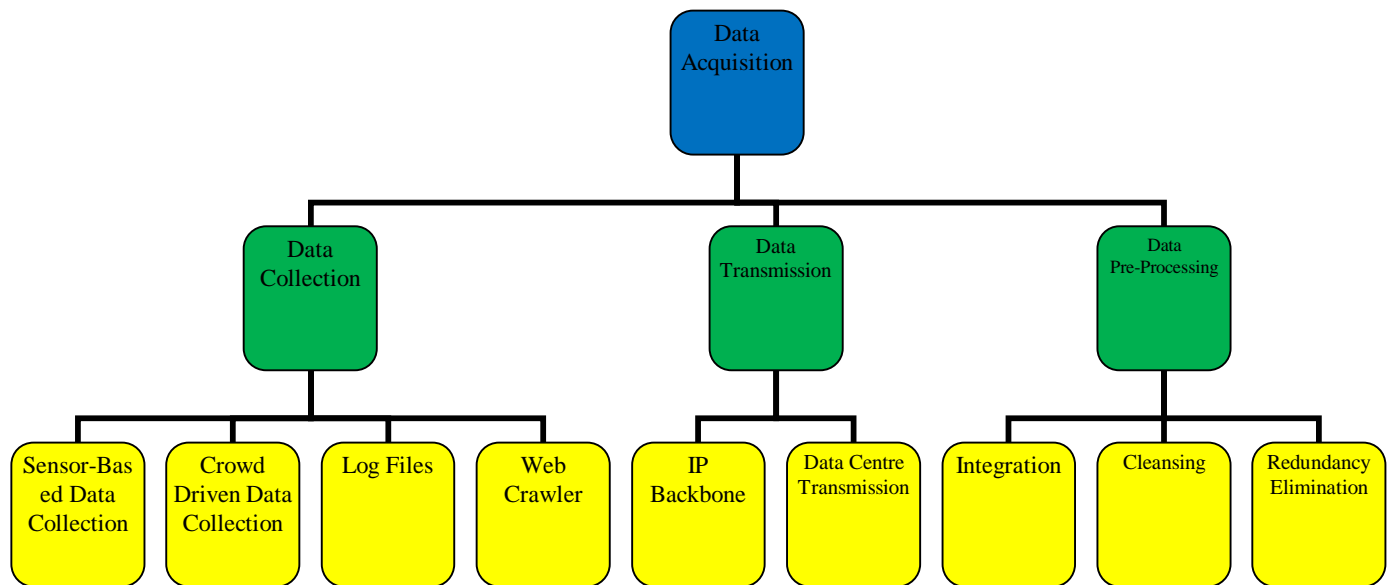 Data
Acquisition
Data
Collection
Data
Transmission
Data
Pre-Processing
Sensor-Bas
ed Data
Collection
Crowd
Driven Data
Collection
Log Files
Web
Crawler
IP
Backbone
Data Centre
Transmission
Integration
Cleansing
Redundancy
Elimination